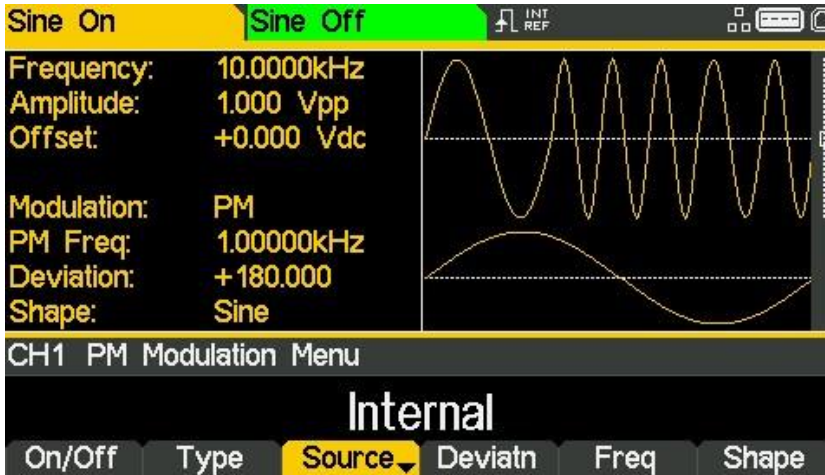 Sine On
Sine Off
INT
REF
Frequency: 10.0000kHz
Amplitude: 1.000 Vpp
Offset: +0.000 Vdc
Modulation: PM
PM Freq: 1.00000kHz
Deviation: +180.000
Shape: Sine
CH1 PM Modulation Menu
Internal
On/Off Type Source Deviatn Freq Shape